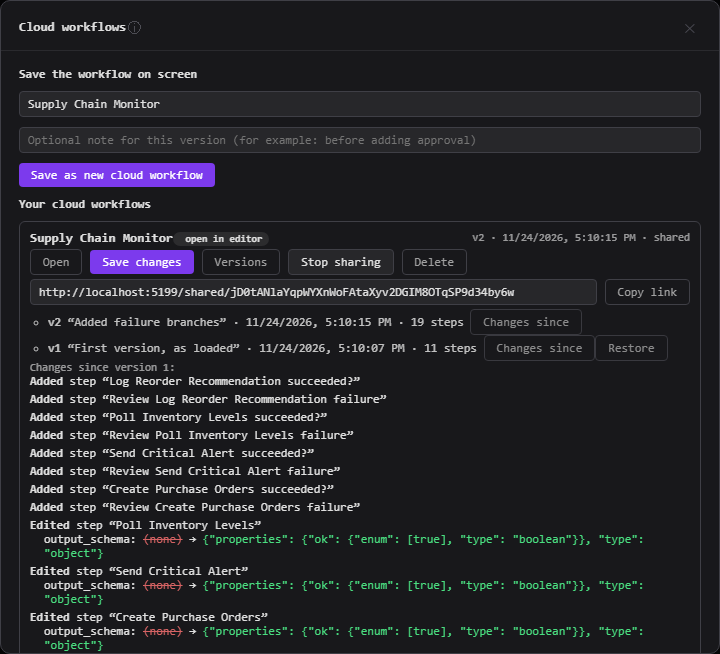 Cloud workflows ⓘ ×
Save the workflow on screen
Supply Chain Monitor
Optional note for this version (for example: before adding approval)
Save as new cloud workflow
Your cloud workflows
Supply Chain Monitor open in editor v2 · 11/24/2026, 5:10:15 PM · shared
Open Save changes Versions Stop sharing Delete
http://localhost:5199/shared/jD0tANlaYqpWYXnWoFAtaXyv2DGIM8OTqSP9d34by6w Copy link
v2 “Added failure branches” · 11/24/2026, 5:10:15 PM · 19 steps Changes since
v1 “First version, as loaded” · 11/24/2026, 5:10:07 PM · 11 steps Changes since Restore
Changes since version 1:
Added step “Log Reorder Recommendation succeeded?”
Added step “Review Log Reorder Recommendation failure”
Added step “Poll Inventory Levels succeeded?”
Added step “Review Poll Inventory Levels failure”
Added step “Send Critical Alert succeeded?”
Added step “Review Send Critical Alert failure”
Added step “Create Purchase Orders succeeded?”
Added step “Review Create Purchase Orders failure”
Edited step “Poll Inventory Levels”
output_schema: (none) → {"properties": {"ok": {"enum": [true], "type": "boolean"}}, "type":
"object"}
Edited step “Send Critical Alert”
output_schema: (none) → {"properties": {"ok": {"enum": [true], "type": "boolean"}}, "type":
"object"}
Edited step “Create Purchase Orders”
output_schema: (none) → {"properties": {"ok": {"enum": [true], "type": "boolean"}}, "type":
"object"}